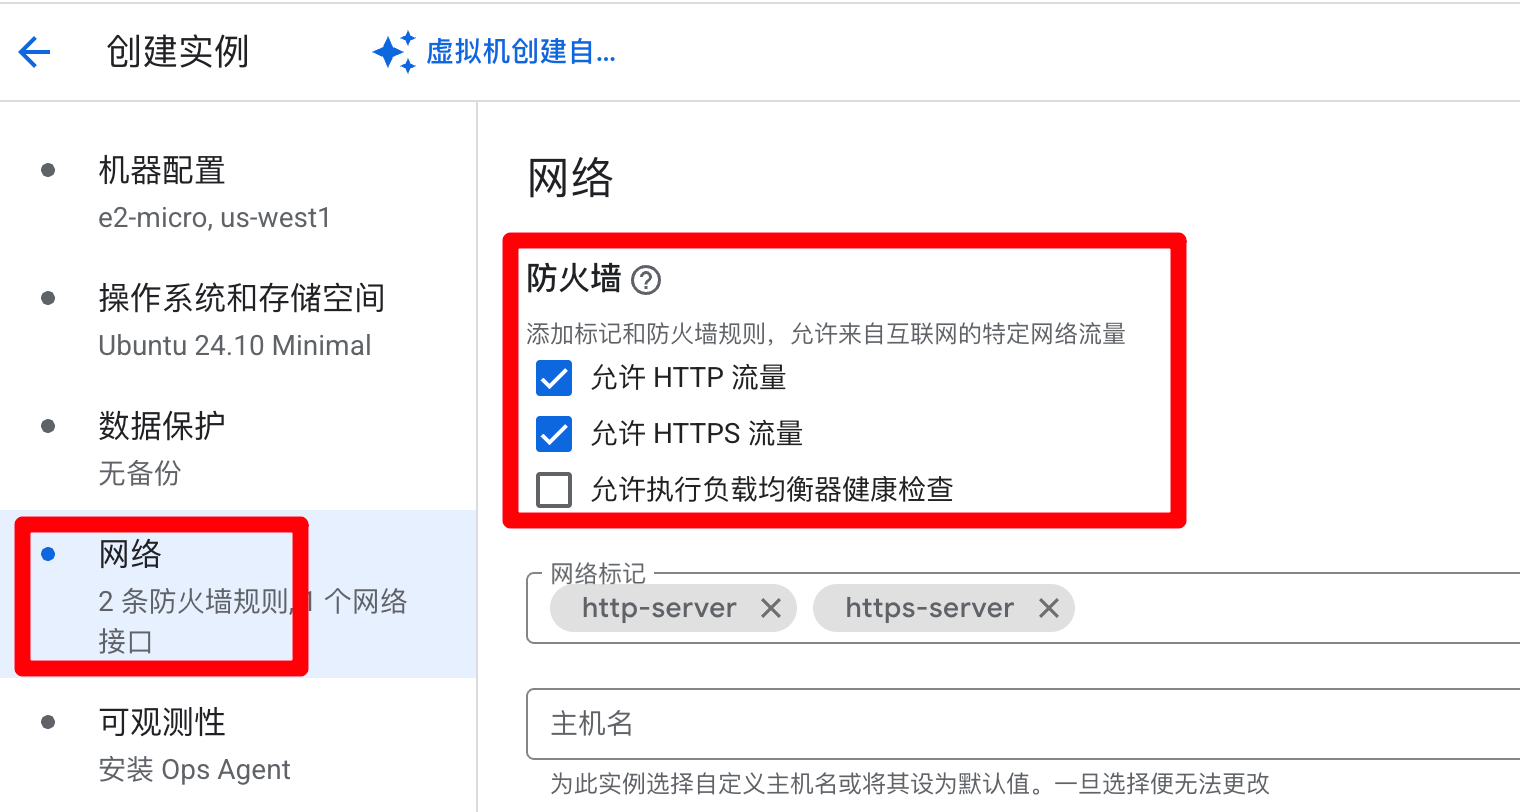 创建实例
虚拟机创建自...
机器配置
e2-micro, us-west1
操作系统和存储空间
Ubuntu 24.10 Minimal
数据保护
无备份
网络
2 条防火墙规则, 1 个网络
接口
可观测性
安装 Ops Agent
网络
防火墙
添加标记和防火墙规则，允许来自互联网的特定网络流量
允许 HTTP 流量
允许 HTTPS 流量
允许执行负载均衡器健康检查
网络标记
http-server
https-server
主机名
为此实例选择自定义主机名或将其设为默认值。一旦选择便无法更改